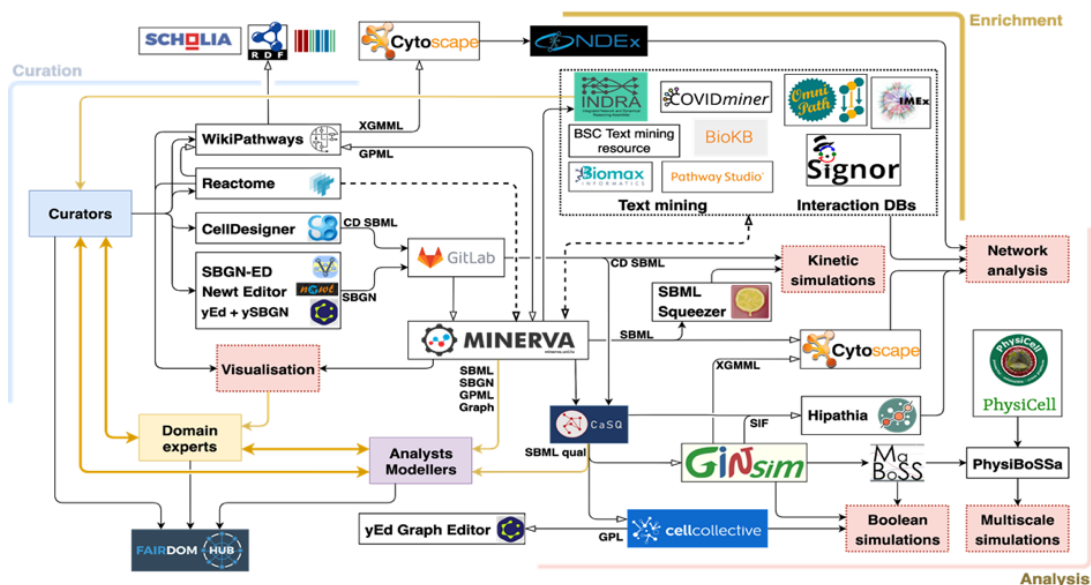 Enrichment
SCHOLIA
RDF
Cytoscape
NDEx
Curation
INDRA
COVIDminer
Omni
Path
IMEx
XGMML
WikiPathways
GPML
BSC Text mining
resource
BioKB
Signor
Reactome
Biomax
INFORMATICS
Pathway Studio
Curators
Text mining
Interaction DBs
CellDesigner
CD SBML
GitLab
CD SBML
Kinetic
simulations
Network
analysis
SBGN-ED
Newt Editor
newt
yEd + ySBGN
SBGN
SBML
Squeezer
MINERVA
SBML
Cytoscape
XGMML
PhysiCell
PhysiCell
Visualisation
SBML
SBGN
GPML
Graph
CaSQ
Hipathia
SIF
Domain
experts
Analysts
Modellers
SBML qual
GINsim
MaBoSS
PhysiBoSSa
FAIRDOM HUB
yEd Graph Editor
GPL
cellcollective
Boolean
simulations
Multiscale
simulations
Analysis